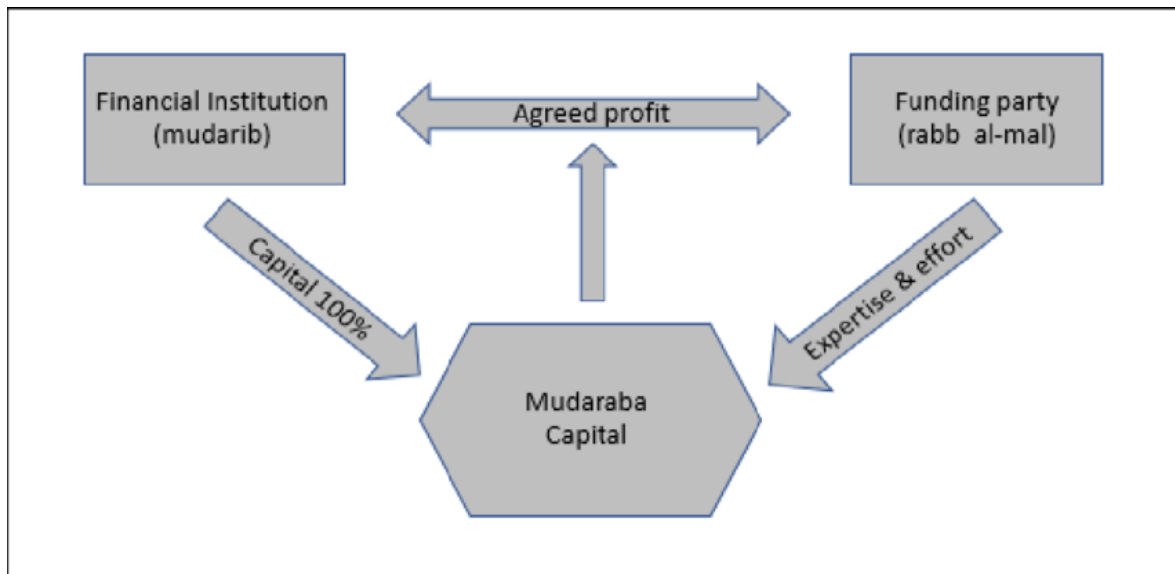 Financial Institution
(mudarib)
Agreed profit
Funding party
(rabb al-mal)
Capital 100%
Expertise & effort
Mudaraba
Capital